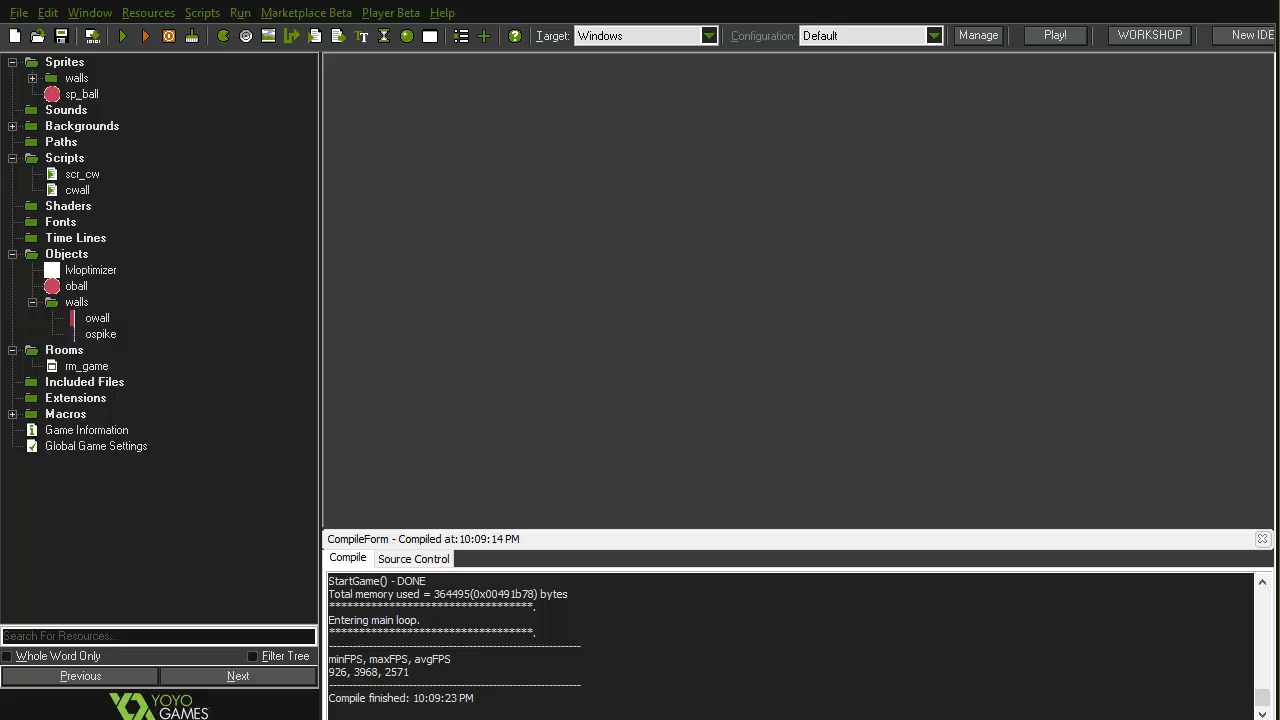 File Edit Window Resources Scripts Run Marketplace Beta Player Beta Help
Target: Windows Configuration: Default Manage Play! WORKSHOP New IDE
Sprites
walls
sp_ball
Sounds
Backgrounds
Paths
Scripts
scr_cw
cwall
Shaders
Fonts
Time Lines
Objects
lvloptimizer
oball
walls
owall
ospike
Rooms
rm_game
Included Files
Extensions
Macros
Game Information
Global Game Settings
Search For Resources...
Whole Word Only Filter Tree
Previous Next
YOYO
GAMES
CompileForm - Compiled at:10:09:14 PM
Compile Source Control
StartGame() - DONE
Total memory used = 364495(0x00491b78) bytes
**********************************.
Entering main loop.
**********************************.
---------------------------------------------------------------
minFPS, maxFPS, avgFPS
926, 3968, 2571
---------------------------------------------------------------
Compile finished: 10:09:23 PM